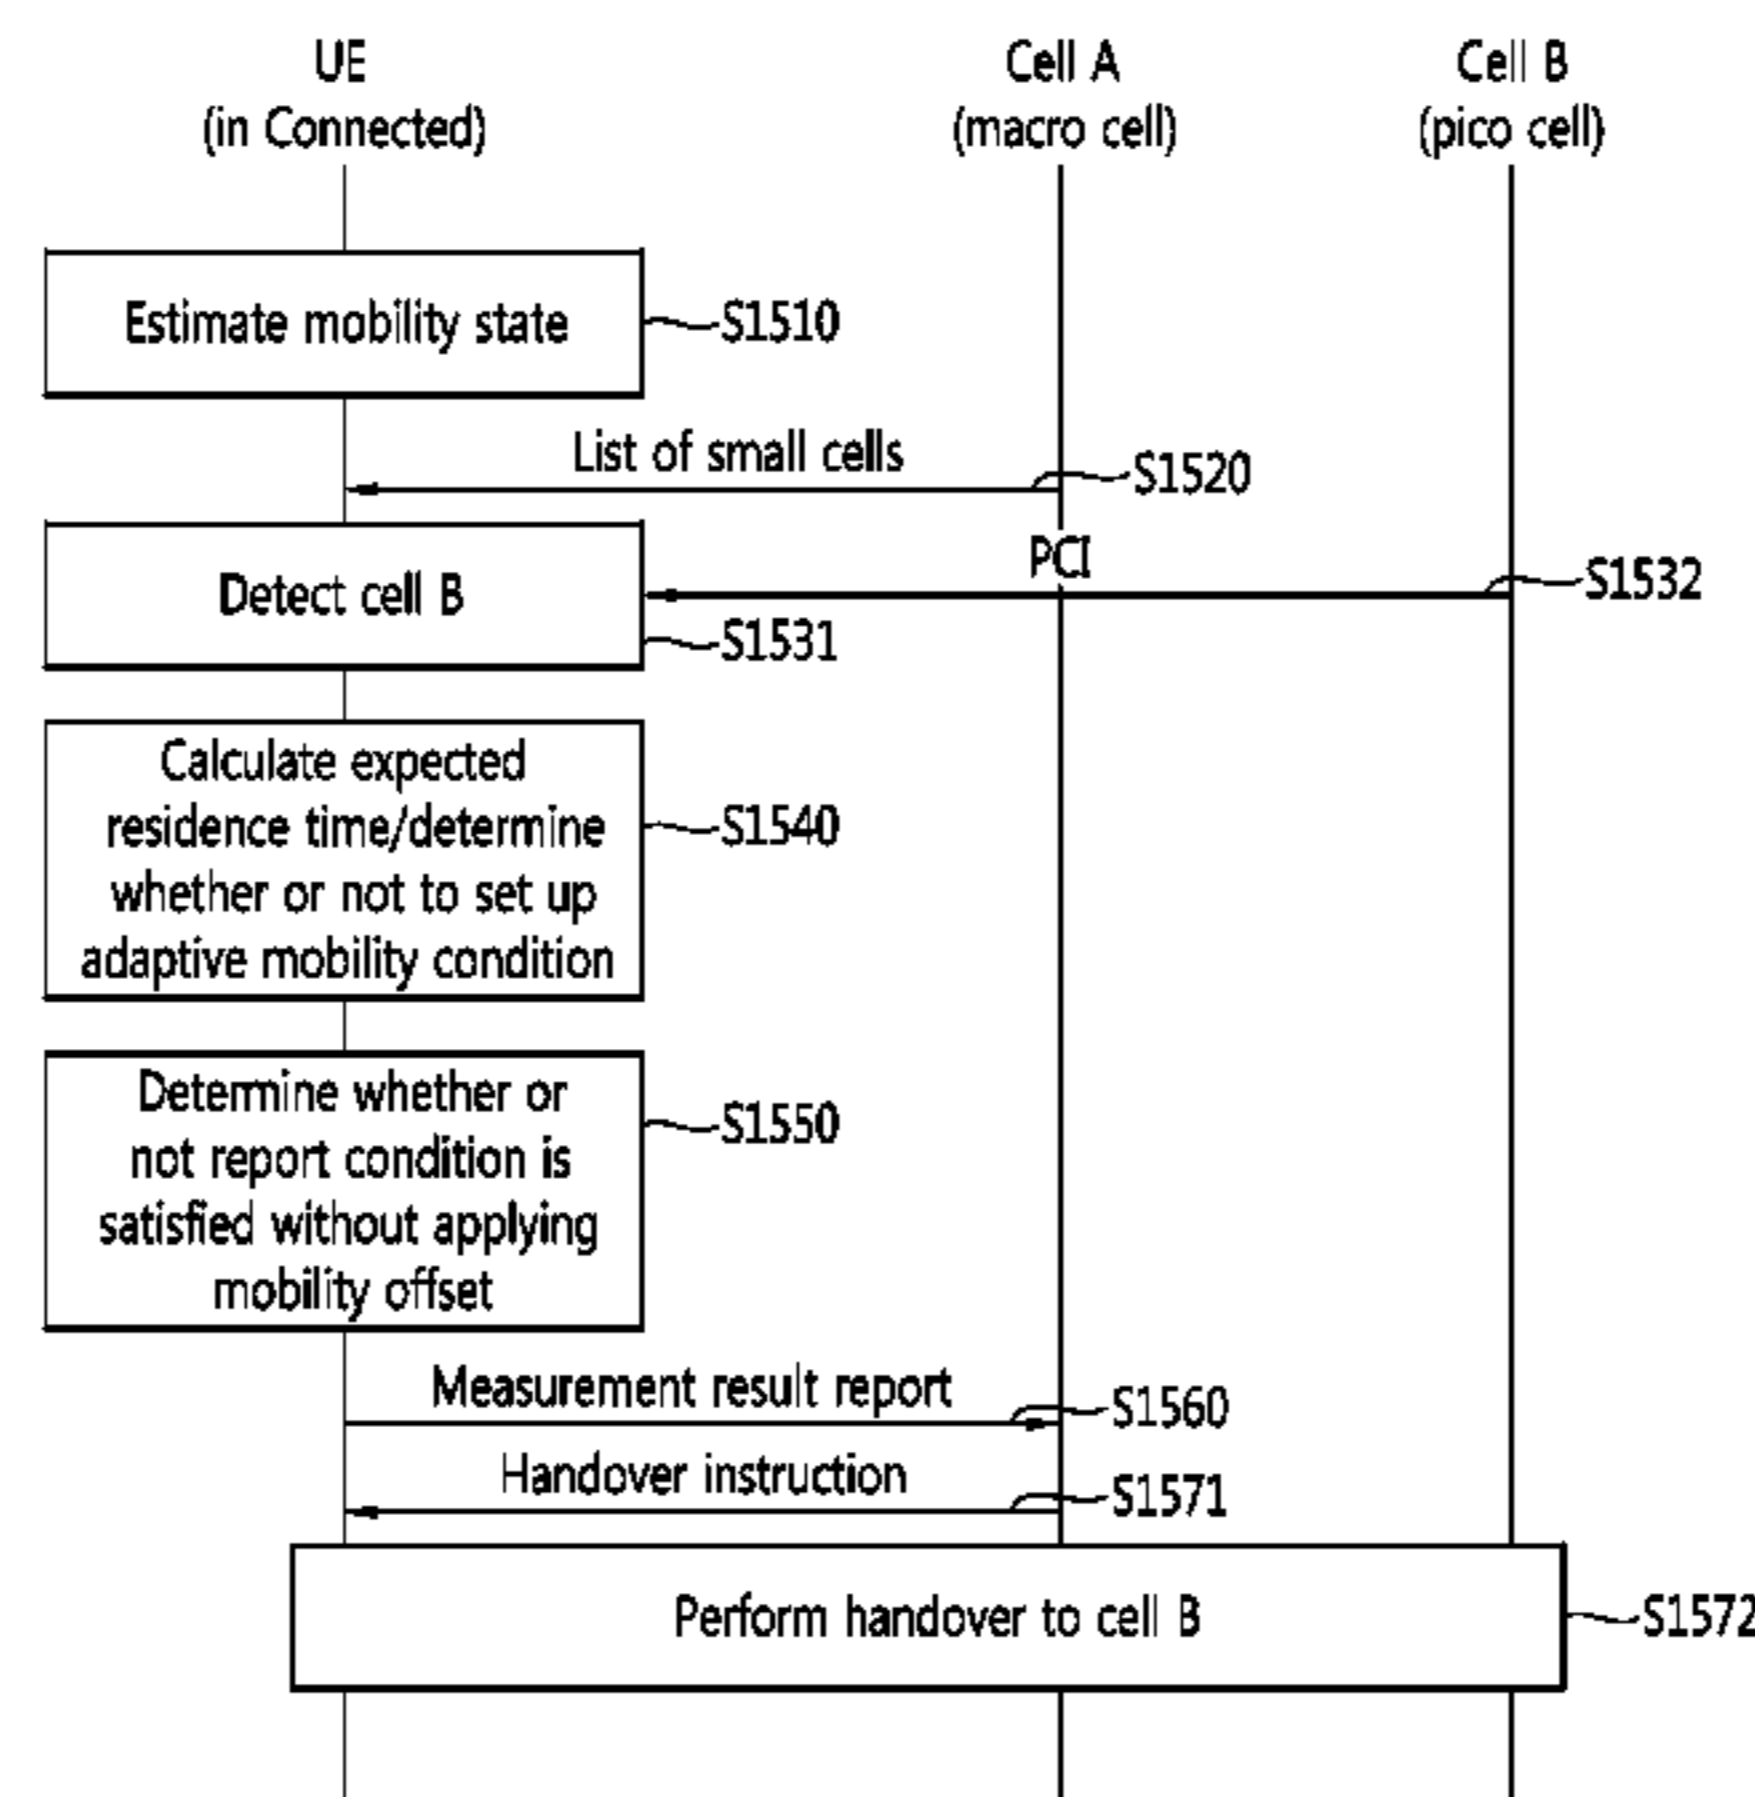 UE
(in Connected)
Cell A
(macro cell)
Cell B
(pico cell)
Estimate mobility state
S1510
List of small cells
S1520
PCI
S1532
Detect cell B
S1531
Calculate expected
residence time/determine
whether or not to set up
adaptive mobility condition
S1540
Determine whether or
not report condition is
satisfied without applying
mobility offset
S1550
Measurement result report
S1560
Handover instruction
S1571
Perform handover to cell B
S1572